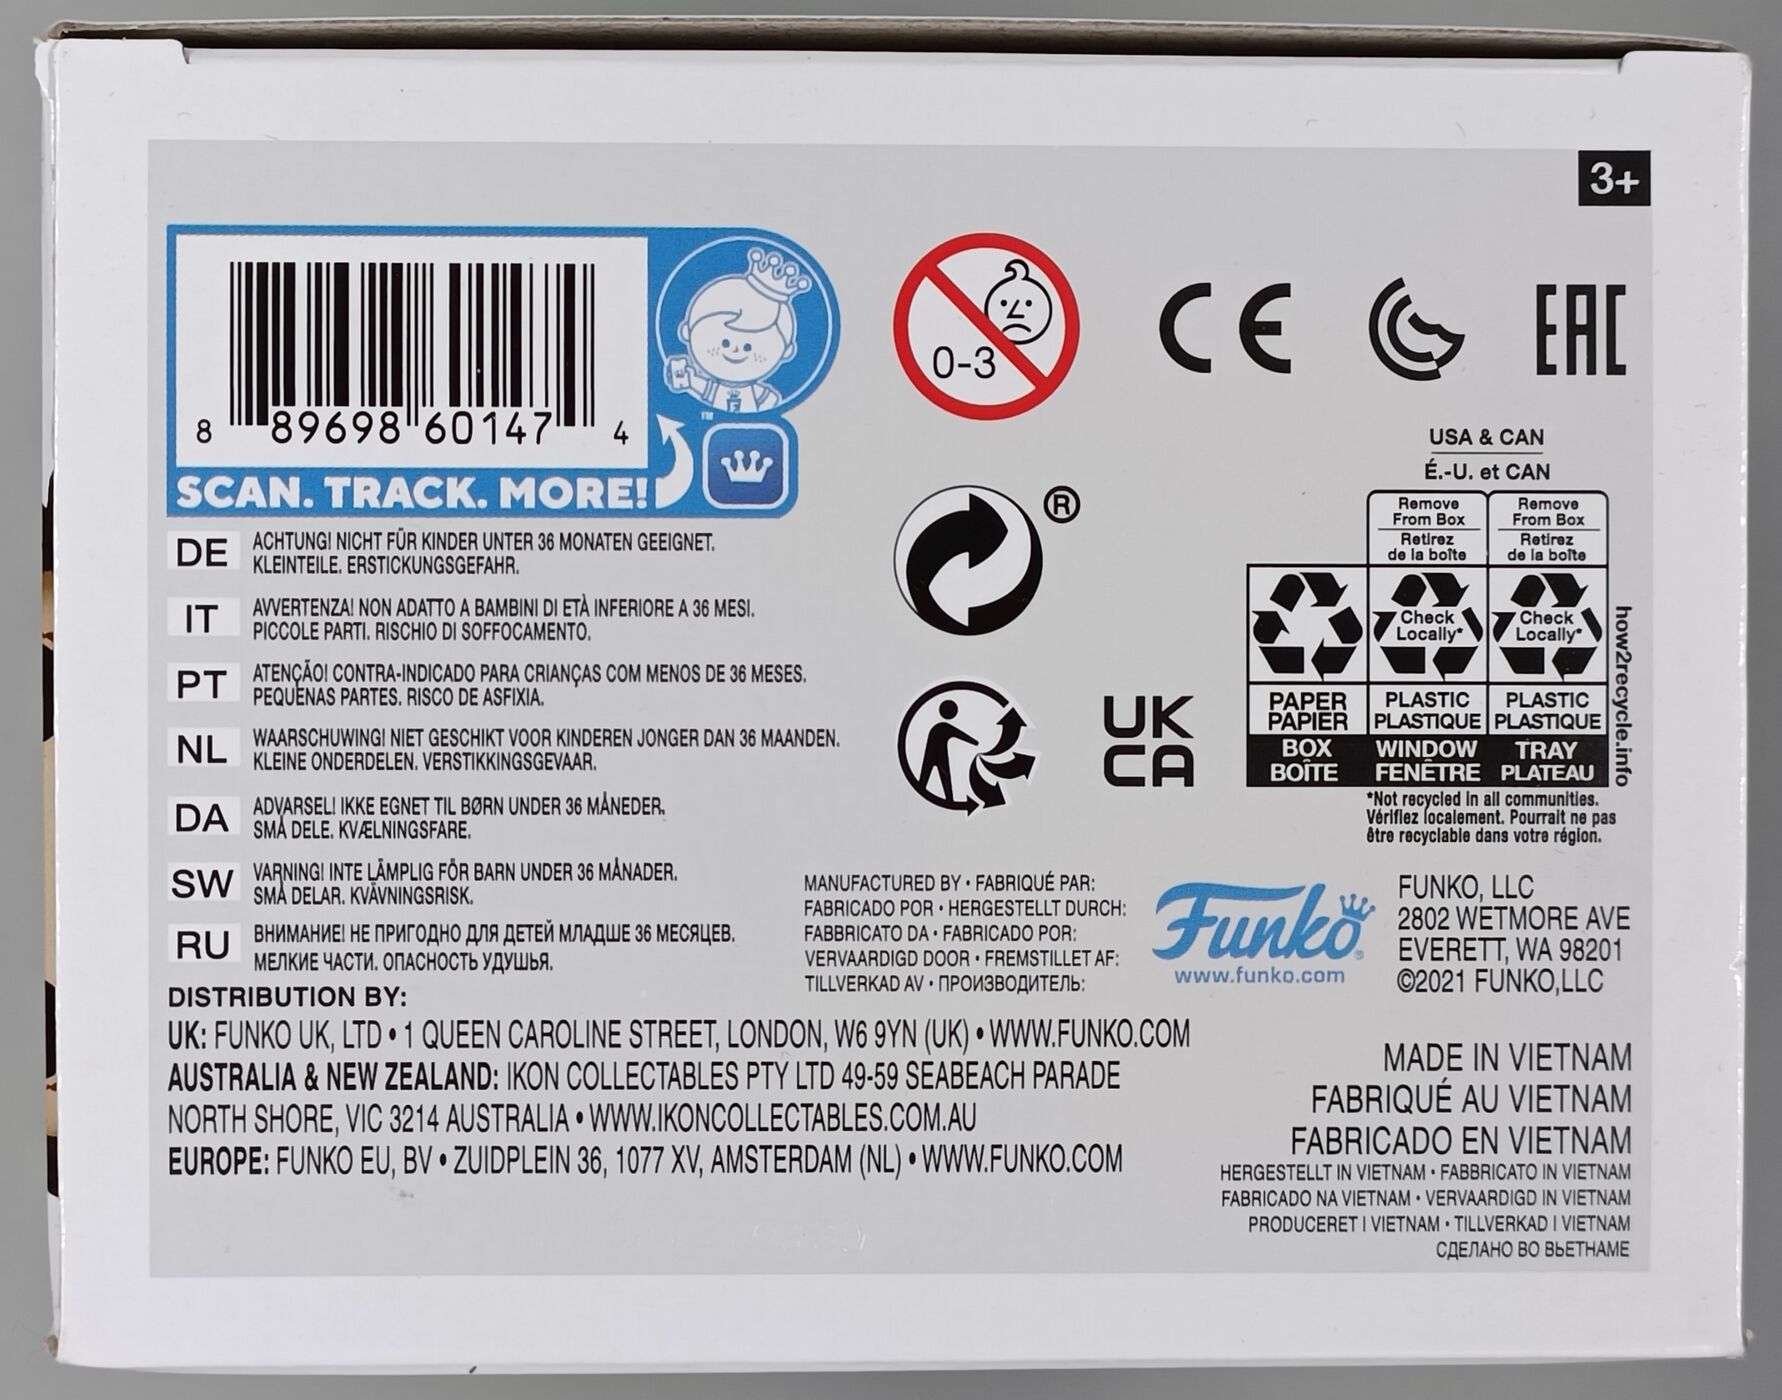 3+
8 89698 60147 4
™
SCAN. TRACK. MORE!
0-3
CE
EAC
®
DE ACHTUNG! NICHT FÜR KINDER UNTER 36 MONATEN GEEIGNET.
KLEINTEILE. ERSTICKUNGSGEFAHR.
IT AVVERTENZA! NON ADATTO A BAMBINI DI ETÀ INFERIORE A 36 MESI.
PICCOLE PARTI. RISCHIO DI SOFFOCAMENTO.
PT ATENÇÃO! CONTRA-INDICADO PARA CRIANÇAS COM MENOS DE 36 MESES.
PEQUENAS PARTES. RISCO DE ASFIXIA.
NL WAARSCHUWING! NIET GESCHIKT VOOR KINDEREN JONGER DAN 36 MAANDEN.
KLEINE ONDERDELEN. VERSTIKKINGSGEVAAR.
DA ADVARSEL! IKKE EGNET TIL BØRN UNDER 36 MÅNEDER.
SMÅ DELE. KVÆLNINGSFARE.
SW VARNING! INTE LÄMPLIG FÖR BARN UNDER 36 MÅNADER.
SMÅ DELAR. KVÄVNINGSRISK.
RU ВНИМАНИЕ! НЕ ПРИГОДНО ДЛЯ ДЕТЕЙ МЛАДШЕ 36 МЕСЯЦЕВ.
МЕЛКИЕ ЧАСТИ. ОПАСНОСТЬ УДУШЬЯ.
UK
CA
USA & CAN
É.-U. et CAN
Remove Remove
From Box From Box
Retirez Retirez
de la boîte de la boîte
Check Check
Locally* Locally*
PAPER PLASTIC PLASTIC
PAPIER PLASTIQUE PLASTIQUE
BOX WINDOW TRAY
BOÎTE FENÊTRE PLATEAU
how2recycle.info
*Not recycled in all communities.
Vérifiez localement. Pourrait ne pas
être recyclable dans votre région.
MANUFACTURED BY • FABRIQUÉ PAR:
FABRICADO POR • HERGESTELLT DURCH:
FABBRICATO DA • FABRICADO POR:
VERVAARDIGD DOOR • FREMSTILLET AF:
TILLVERKAD AV • ПРОИЗВОДИТЕЛЬ:
Funko®
www.funko.com
FUNKO, LLC
2802 WETMORE AVE
EVERETT, WA 98201
©2021 FUNKO,LLC
DISTRIBUTION BY:
UK: FUNKO UK, LTD • 1 QUEEN CAROLINE STREET, LONDON, W6 9YN (UK) • WWW.FUNKO.COM
AUSTRALIA & NEW ZEALAND: IKON COLLECTABLES PTY LTD 49-59 SEABEACH PARADE
NORTH SHORE, VIC 3214 AUSTRALIA • WWW.IKONCOLLECTABLES.COM.AU
EUROPE: FUNKO EU, BV • ZUIDPLEIN 36, 1077 XV, AMSTERDAM (NL) • WWW.FUNKO.COM
MADE IN VIETNAM
FABRIQUÉ AU VIETNAM
FABRICADO EN VIETNAM
HERGESTELLT IN VIETNAM • FABBRICATO IN VIETNAM
FABRICADO NA VIETNAM • VERVAARDIGD IN VIETNAM
PRODUCERET I VIETNAM • TILLVERKAD I VIETNAM
СДЕЛАНО ВО ВЬЕТНАМЕ